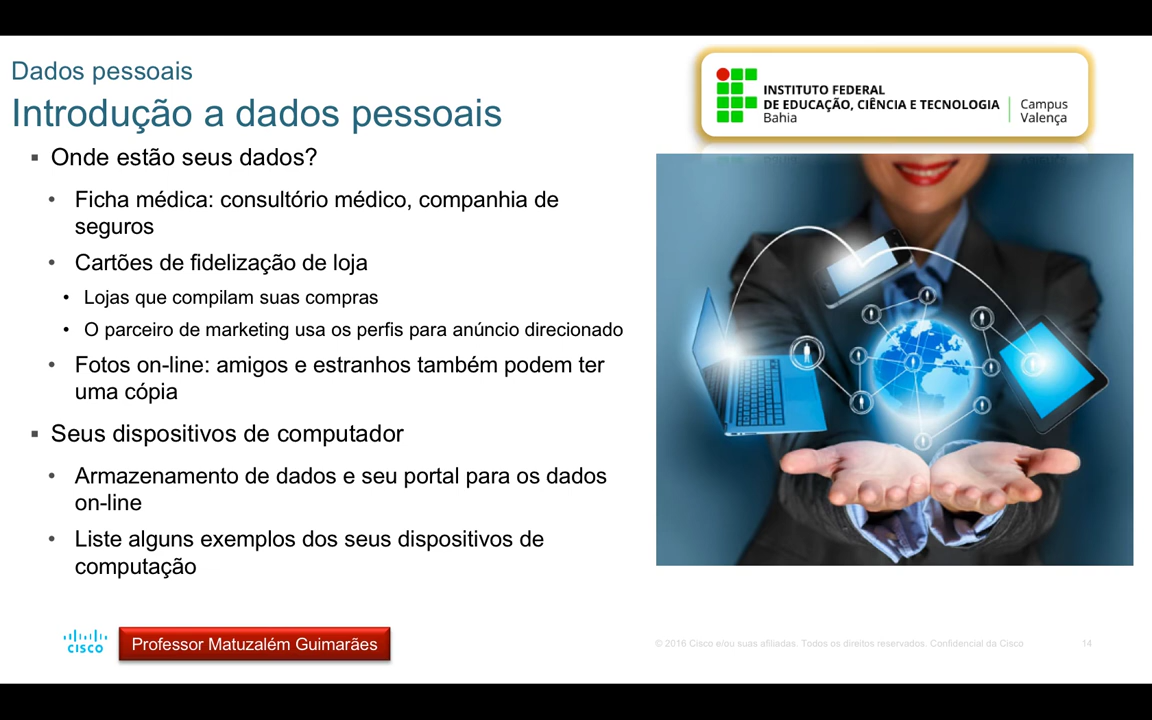 Dados pessoais
Introdução a dados pessoais
INSTITUTO FEDERAL
DE EDUCAÇÃO, CIÊNCIA E TECNOLOGIA
Bahia
Campus
Valença
▪ Onde estão seus dados?
• Ficha médica: consultório médico, companhia de
seguros
• Cartões de fidelização de loja
• Lojas que compilam suas compras
• O parceiro de marketing usa os perfis para anúncio direcionado
• Fotos on-line: amigos e estranhos também podem ter
uma cópia
▪ Seus dispositivos de computador
• Armazenamento de dados e seu portal para os dados
on-line
• Liste alguns exemplos dos seus dispositivos de
computação
CISCO
Professor Matuzalém Guimarães
© 2016 Cisco e/ou suas afiliadas. Todos os direitos reservados. Confidencial da Cisco
14